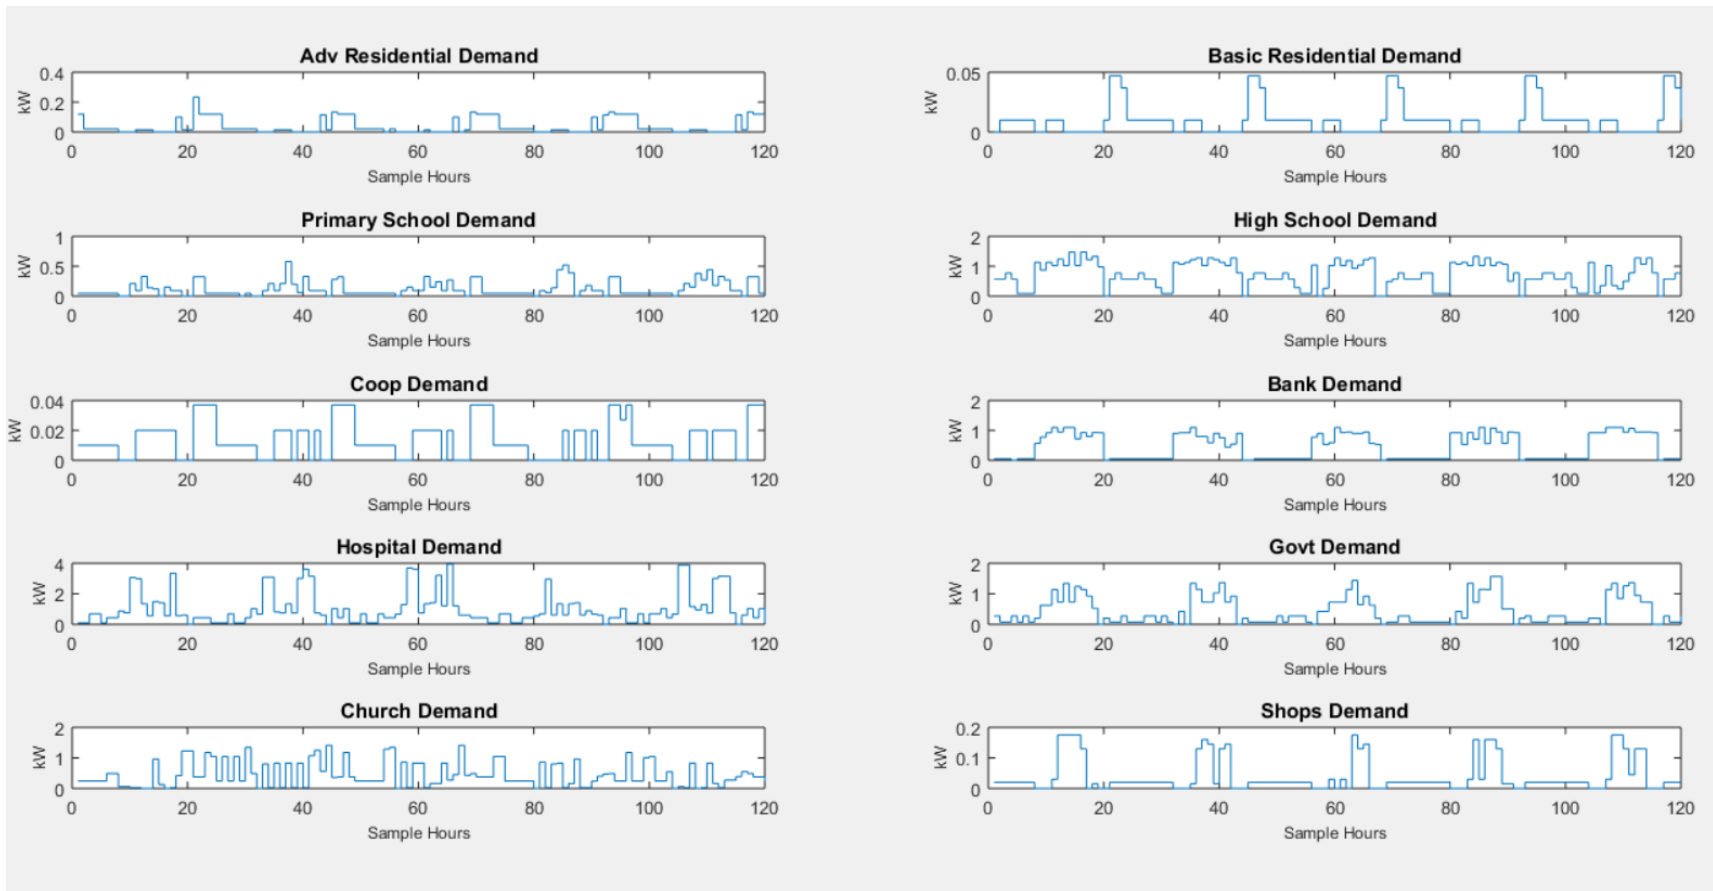 Adv Residential Demand
0.4
0.2
0
kW
0 20 40 60 80 100 120
Sample Hours
Basic Residential Demand
0.05
0
kW
0 20 40 60 80 100 120
Sample Hours
Primary School Demand
1
0.5
0
kW
0 20 40 60 80 100 120
Sample Hours
High School Demand
2
1
0
kW
0 20 40 60 80 100 120
Sample Hours
Coop Demand
0.04
0.02
0
kW
0 20 40 60 80 100 120
Sample Hours
Bank Demand
2
1
0
kW
0 20 40 60 80 100 120
Sample Hours
Hospital Demand
4
2
0
kW
0 20 40 60 80 100 120
Sample Hours
Govt Demand
2
1
0
kW
0 20 40 60 80 100 120
Sample Hours
Church Demand
2
1
0
kW
0 20 40 60 80 100 120
Sample Hours
Shops Demand
0.2
0.1
0
kW
0 20 40 60 80 100 120
Sample Hours